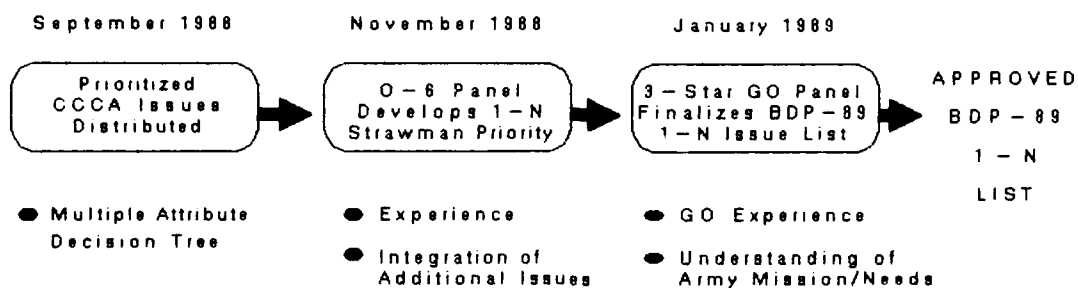 September 1988
Prioritized
CCCA Issues
Distributed
Multiple Attribute
Decision Tree
November 1988
O-6 Panel
Develops 1-N
Strawman Priority
Experience
Integration of
Additional Issues
January 1989
3-Star GO Panel
Finalizes BDP-89
1-N Issue List
GO Experience
Understanding of
Army Mission/Needs
APPROVED
BDP-89
1-N
LIST